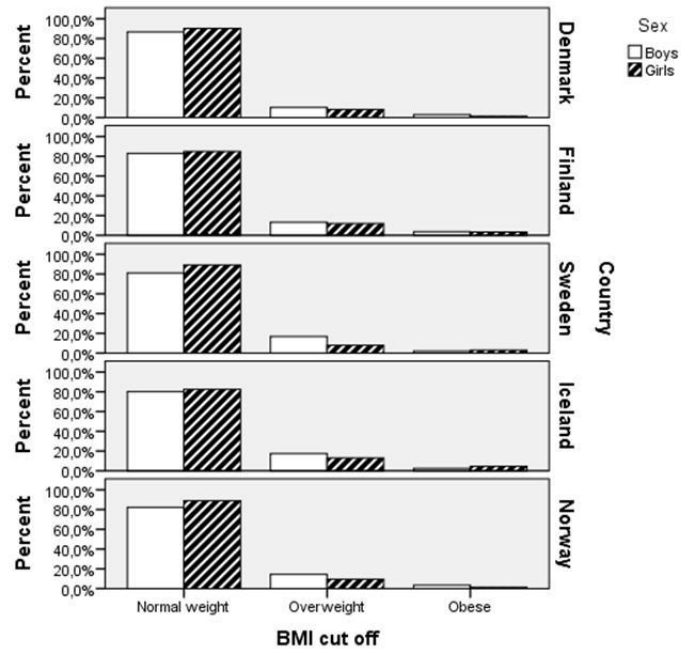 Sex
Boys
Girls
Percent
100,0%
80,0%
60,0%
40,0%
20,0%
0,0%
Denmark
Percent
100,0%
80,0%
60,0%
40,0%
20,0%
0,0%
Finland
Percent
100,0%
80,0%
60,0%
40,0%
20,0%
0,0%
Sweden
Country
Percent
100,0%
80,0%
60,0%
40,0%
20,0%
0,0%
Iceland
Percent
100,0%
80,0%
60,0%
40,0%
20,0%
0,0%
Norway
Normal weight Overweight Obese
BMI cut off